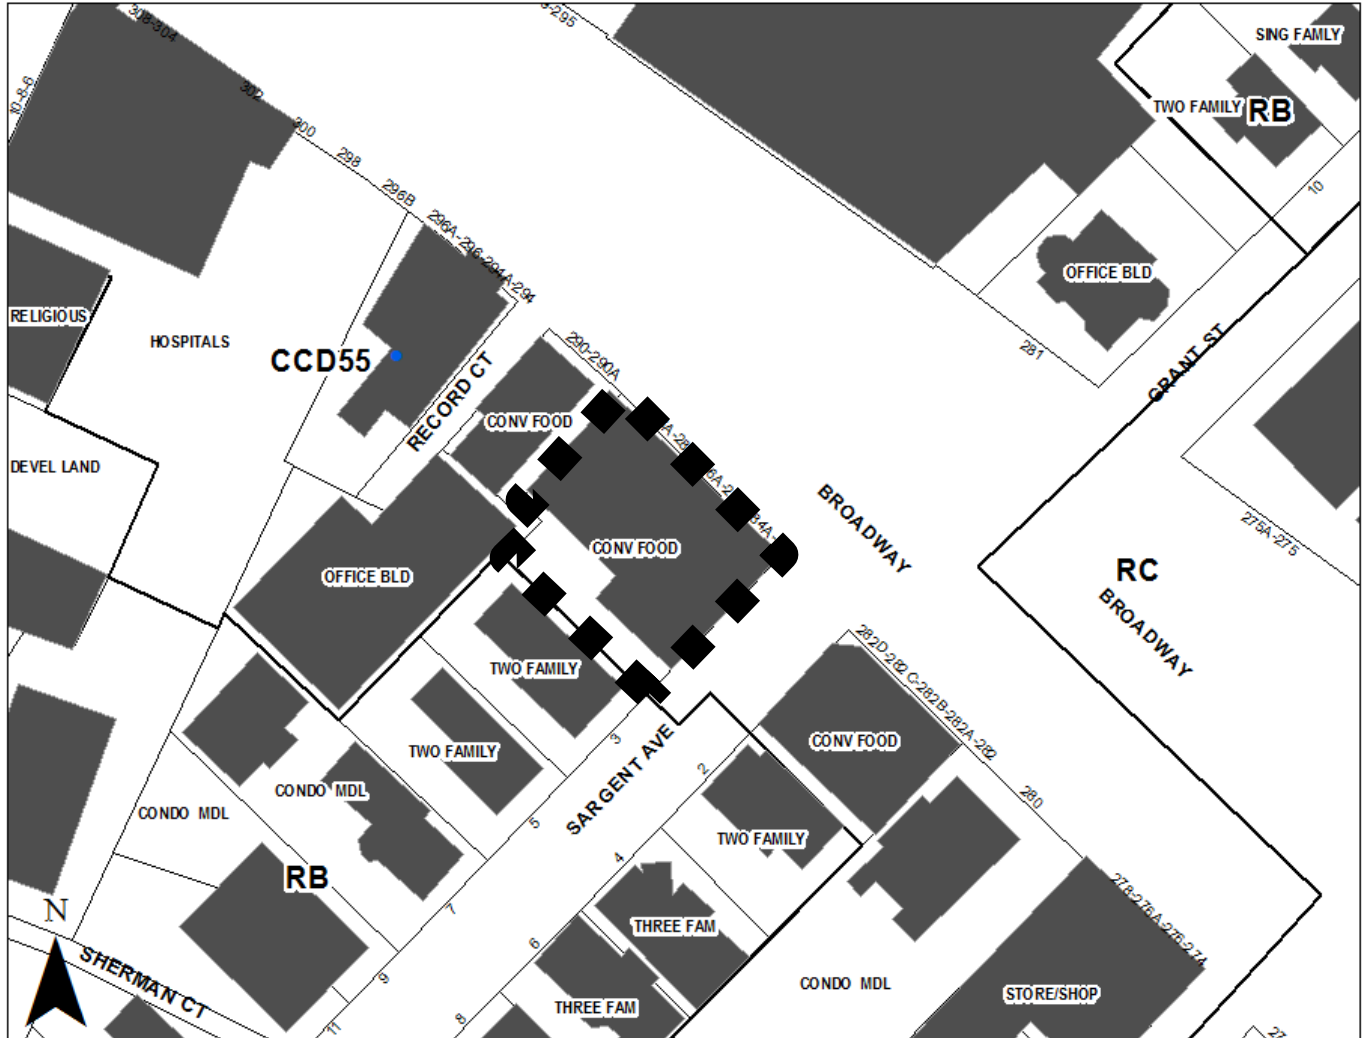 308-304
SING FAMLY
302
10-8-6
TWO FAMILY
RB
300
298
296B
10
296A-296-294A-294
OFFICE BLD
RELIGIOUS
HOSPITALS
CCD55
290-290A
281
GRANT ST
RECORD CT
CONV FOOD
DEVEL LAND
BROADWAY
275A-275
CONV FOOD
OFFICE BLD
RC
BROADWAY
TWO FAMILY
282D-282C-282B-282A-282
CONV FOOD
3
TWO FAMILY
SARGENT AVE
2
CONDO MDL
280
CONDO MDL
5
TWO FAMILY
4
RB
278-276A-276-274
7
N
THREE FAM
6
SHERMAN CT
9
CONDO MDL
STORE/SHOP
THREE FAM
8
11